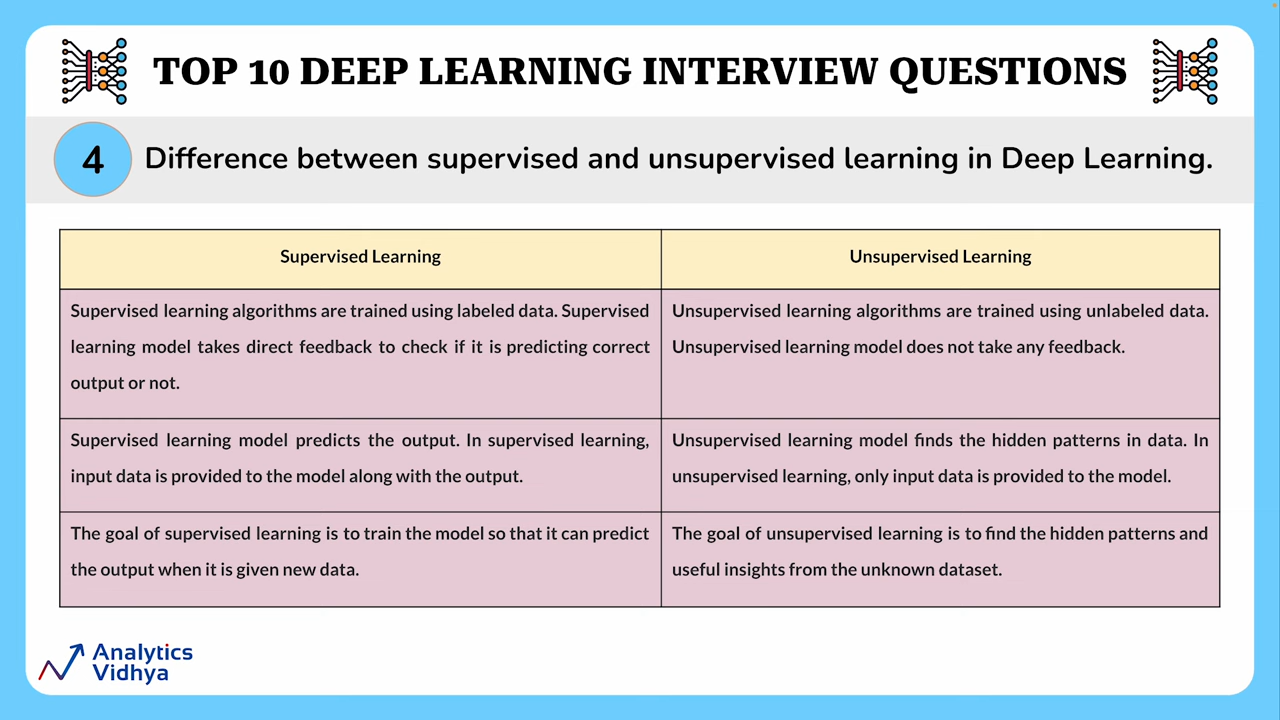 TOP 10 DEEP LEARNING INTERVIEW QUESTIONS
4
Difference between supervised and unsupervised learning in Deep Learning.
Supervised Learning
Unsupervised Learning
Supervised learning algorithms are trained using labeled data. Supervised
learning model takes direct feedback to check if it is predicting correct
output or not.
Unsupervised learning algorithms are trained using unlabeled data.
Unsupervised learning model does not take any feedback.
Supervised learning model predicts the output. In supervised learning,
input data is provided to the model along with the output.
Unsupervised learning model finds the hidden patterns in data. In
unsupervised learning, only input data is provided to the model.
The goal of supervised learning is to train the model so that it can predict
the output when it is given new data.
The goal of unsupervised learning is to find the hidden patterns and
useful insights from the unknown dataset.
Analytics
Vidhya